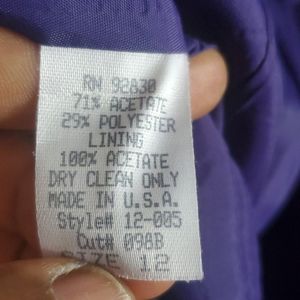 RN 92830
71% ACETATE
29% POLYESTER
LINING
100% ACETATE
DRY CLEAN ONLY
MADE IN U.S.A.
Style# 12-005
Cut# 098B
SIZE 12